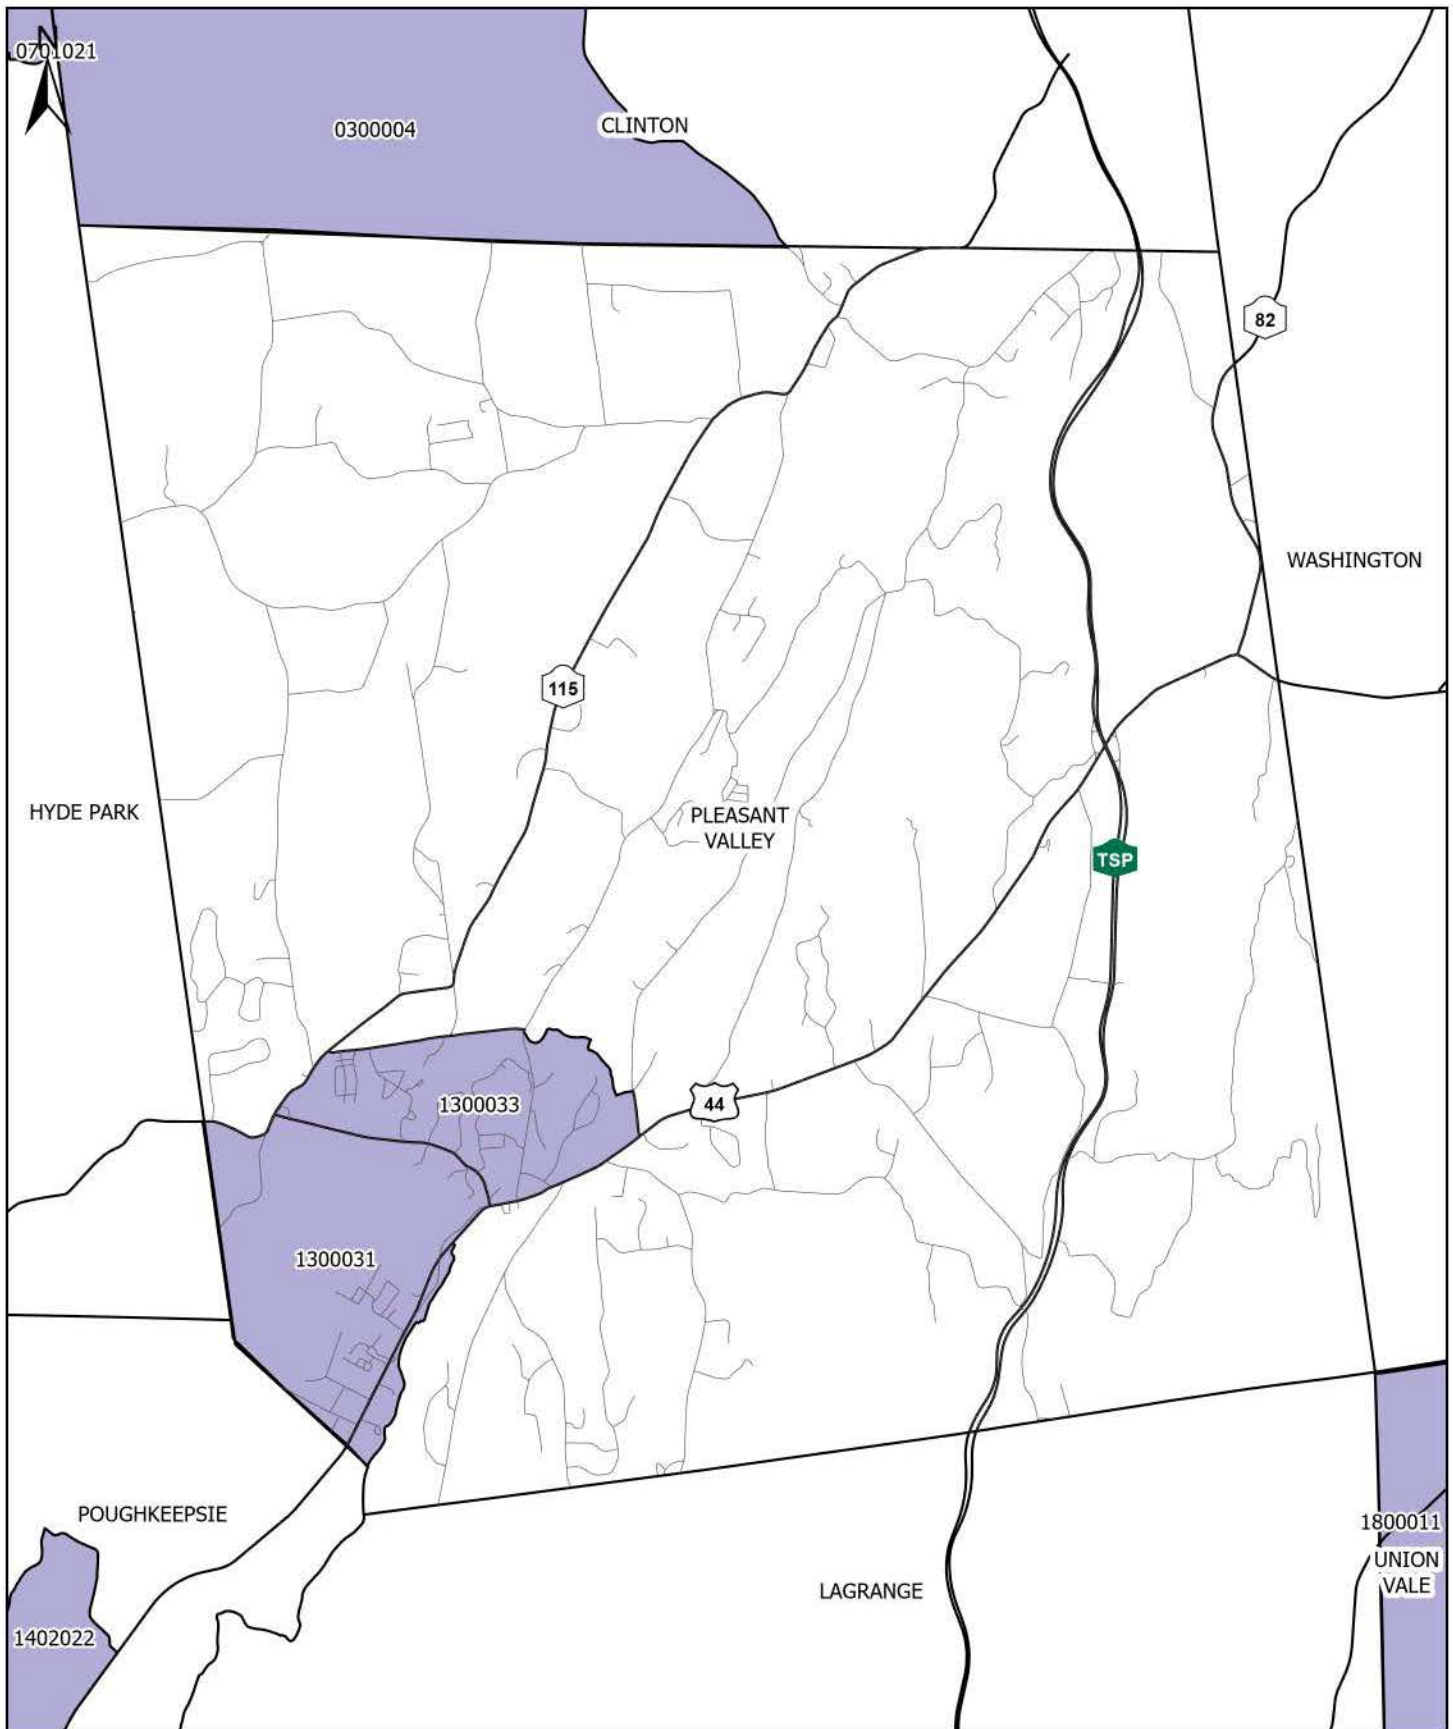 N
0701021
0300004
CLINTON
82
WASHINGTON
115
HYDE PARK
PLEASANT
VALLEY
TSP
1300033
44
1300031
POUGHKEEPSIE
1800011
UNION
VALE
LAGRANGE
1402022